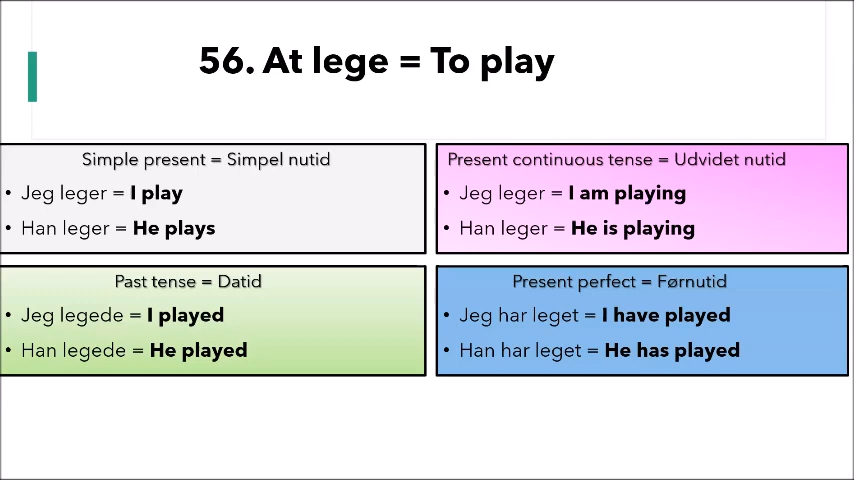 56. At lege = To play
Simple present = Simpel nutid
• Jeg leger = I play
• Han leger = He plays
Present continuous tense = Udvidet nutid
• Jeg leger = I am playing
• Han leger = He is playing
Past tense = Datid
• Jeg legede = I played
• Han legede = He played
Present perfect = Førnutid
• Jeg har leget = I have played
• Han har leget = He has played